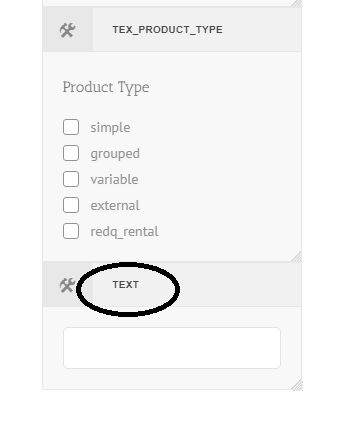 TEX_PRODUCT_TYPE
Product Type
simple
grouped
variable
external
redq_rental
TEXT